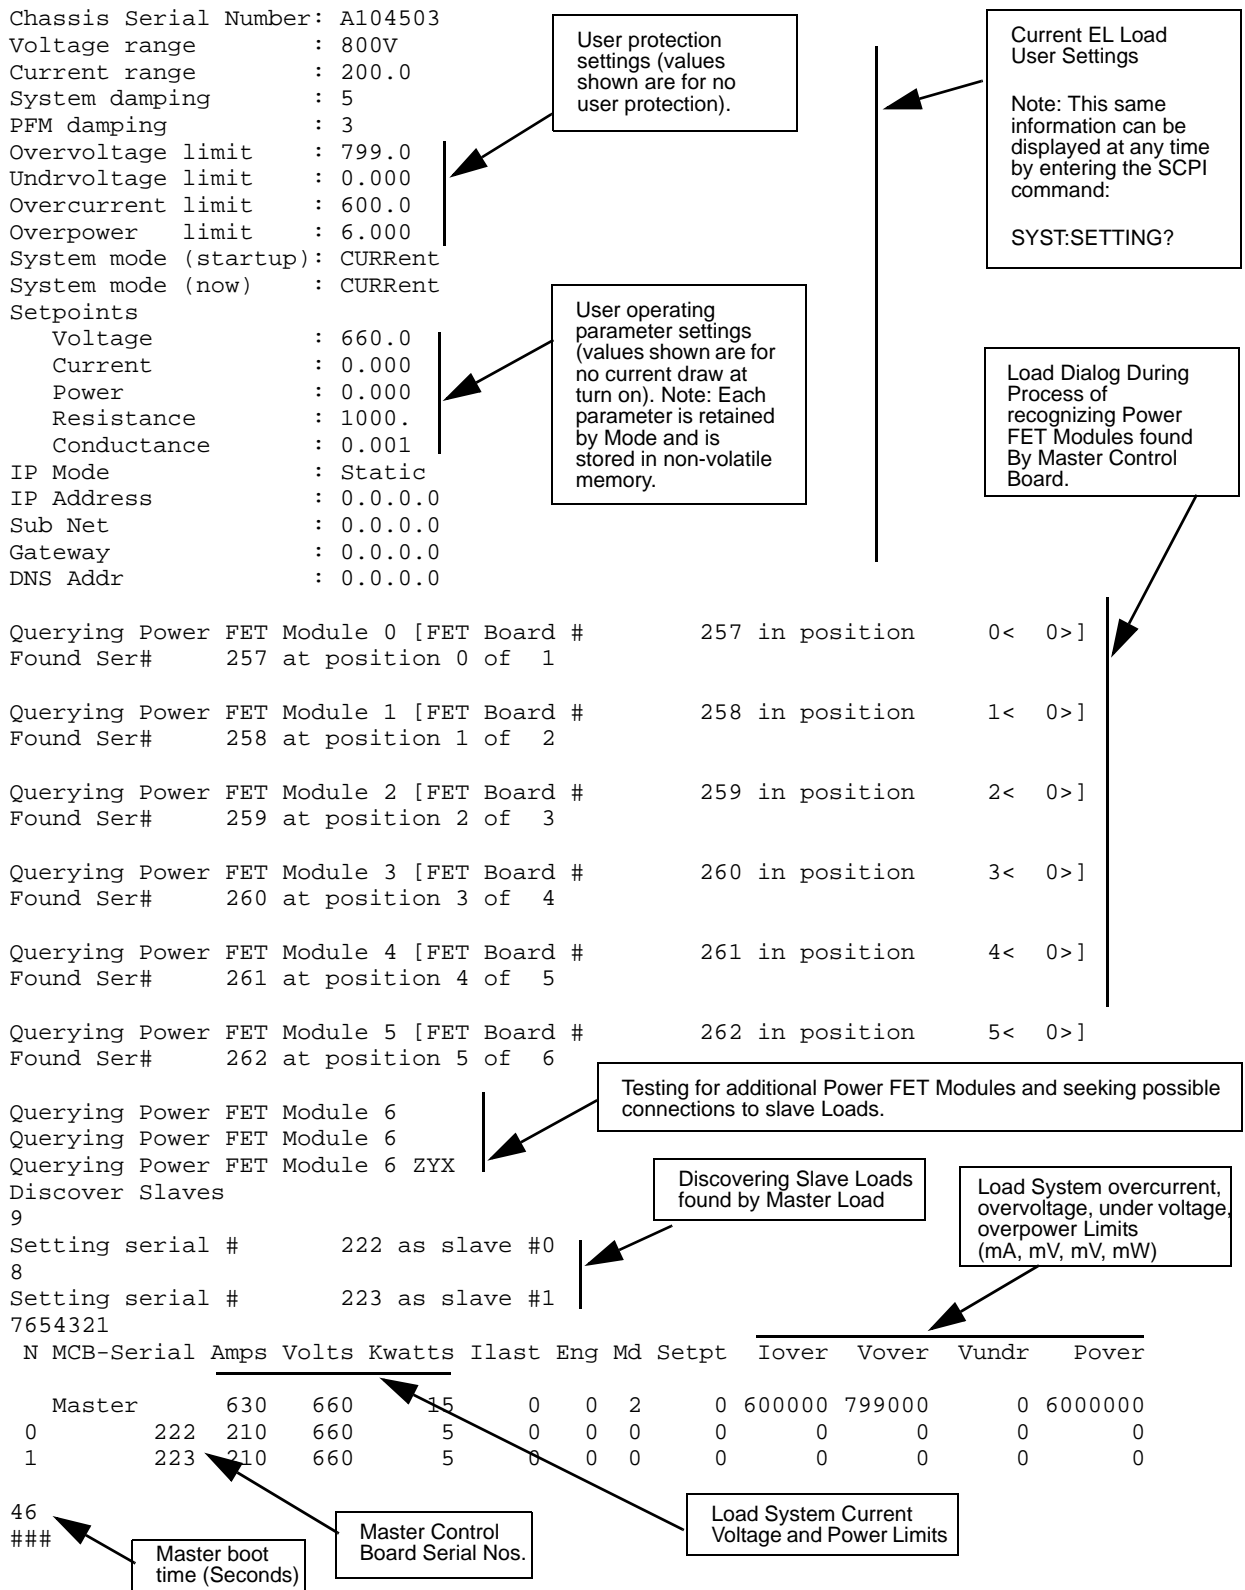 Chassis Serial Number: A104503
Voltage range : 800V
Current range : 200.0
System damping : 5
PFM damping : 3
Overvoltage limit : 799.0
Undrvoltage limit : 0.000
Overcurrent limit : 600.0
Overpower limit : 6.000
System mode (startup): CURRent
System mode (now) : CURRent
Setpoints
Voltage : 660.0
Current : 0.000
Power : 0.000
Resistance : 1000.
Conductance : 0.001
IP Mode : Static
IP Address : 0.0.0.0
Sub Net : 0.0.0.0
Gateway : 0.0.0.0
DNS Addr : 0.0.0.0
User protection
settings (values
shown are for no
user protection).
Current EL Load
User Settings
Note: This same
information can be
displayed at any time
by entering the SCPI
command:
SYST:SETTING?
User operating
parameter settings
(values shown are for
no current draw at
turn on). Note: Each
parameter is retained
by Mode and is
stored in non-volatile
memory.
Load Dialog During
Process of
recognizing Power
FET Modules found
By Master Control
Board.
Querying Power FET Module 0 [FET Board # 257 in position 0< 0>]
Found Ser# 257 at position 0 of 1
Querying Power FET Module 1 [FET Board # 258 in position 1< 0>]
Found Ser# 258 at position 1 of 2
Querying Power FET Module 2 [FET Board # 259 in position 2< 0>]
Found Ser# 259 at position 2 of 3
Querying Power FET Module 3 [FET Board # 260 in position 3< 0>]
Found Ser# 260 at position 3 of 4
Querying Power FET Module 4 [FET Board # 261 in position 4< 0>]
Found Ser# 261 at position 4 of 5
Querying Power FET Module 5 [FET Board # 262 in position 5< 0>]
Found Ser# 262 at position 5 of 6
Testing for additional Power FET Modules and seeking possible
connections to slave Loads.
Querying Power FET Module 6
Querying Power FET Module 6
Querying Power FET Module 6 ZYX
Discover Slaves
9
Setting serial # 222 as slave #0
8
Setting serial # 223 as slave #1
7654321
Discovering Slave Loads
found by Master Load
Load System overcurrent,
overvoltage, under voltage,
overpower Limits
(mA, mV, mV, mW)
N MCB-Serial Amps Volts Kwatts Ilast Eng Md Setpt Iover Vover Vundr Pover
Master 630 660 15 0 0 2 0 600000 799000 0 6000000
0 222 210 660 5 0 0 0 0 0 0 0 0
1 223 210 660 5 0 0 0 0 0 0 0 0
46
###
Master boot
time (Seconds)
Master Control
Board Serial Nos.
Load System Current
Voltage and Power Limits